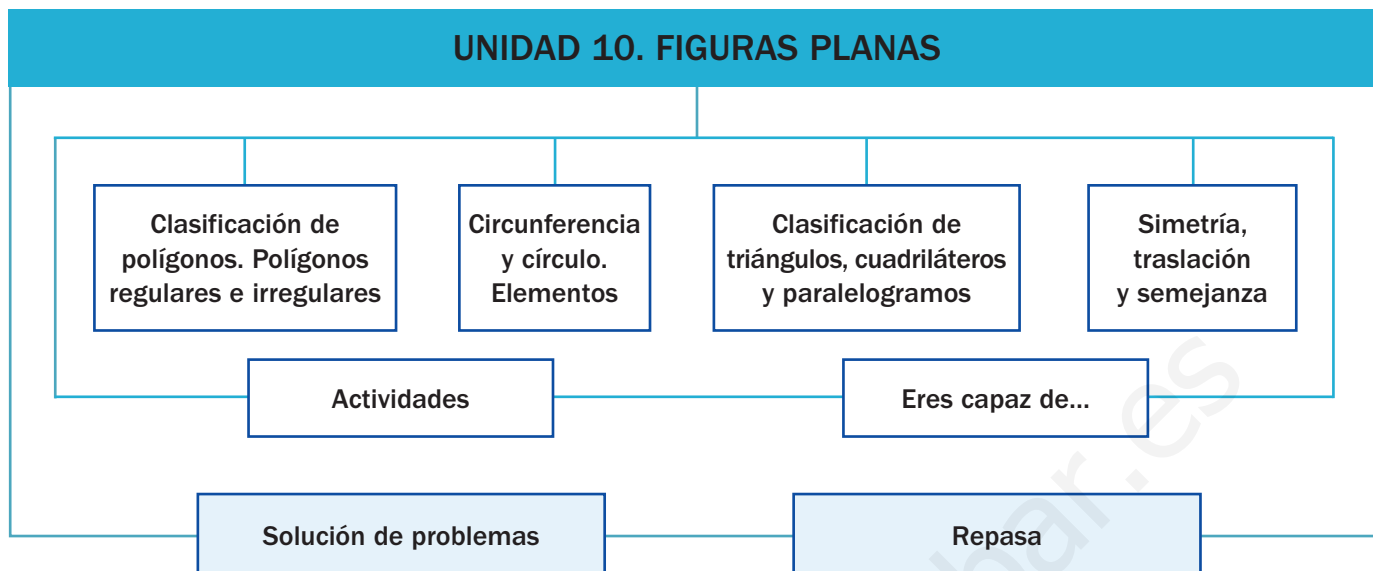 UNIDAD 10. FIGURAS PLANAS
Clasificación de
polígonos. Polígonos
regulares e irregulares
Circunferencia
y círculo.
Elementos
Clasificación de
triángulos, cuadriláteros
y paralelogramos
Simetría,
traslación
y semejanza
Actividades
Eres capaz de...
Solución de problemas
Repasa